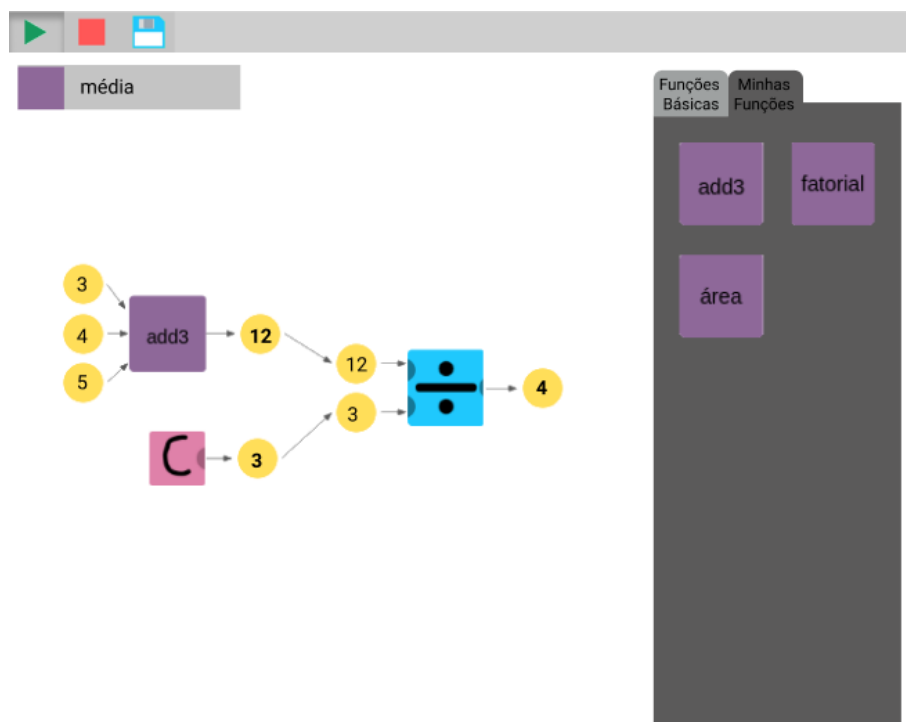 média
Funções Minhas
Básicas Funções
add3 fatorial
área
3
4
5
add3
12
12
3
C
3
4